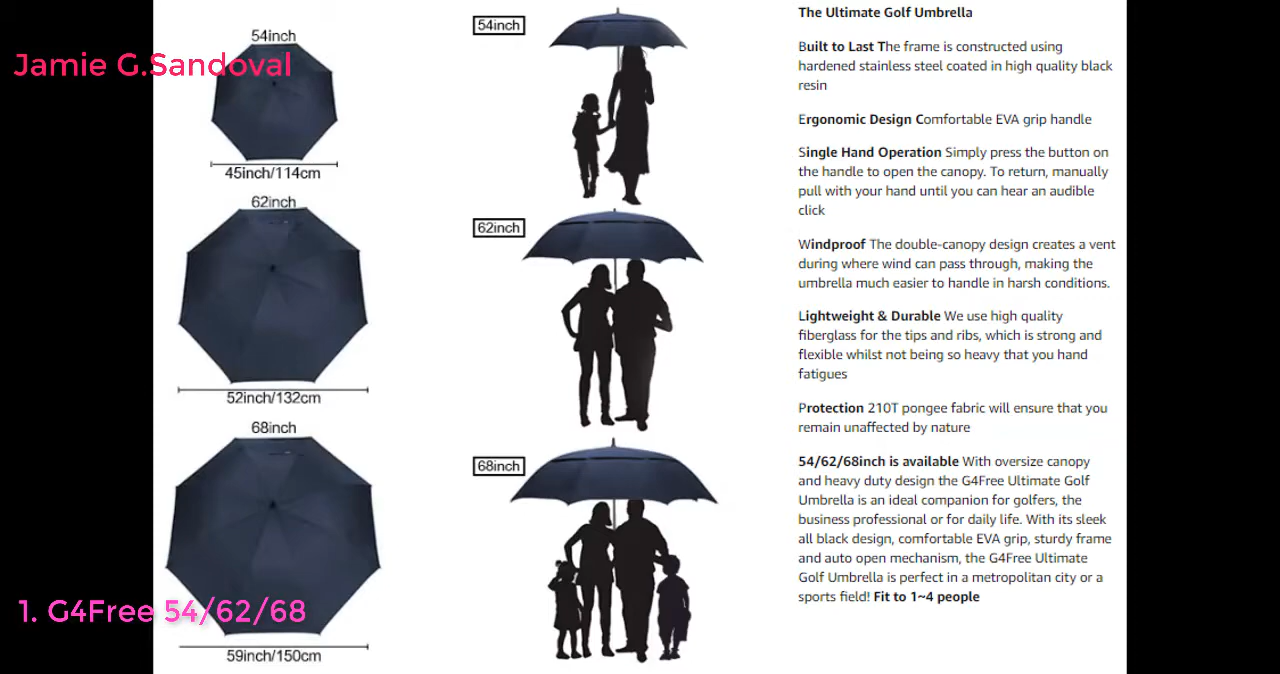 Jamie G.Sandoval
54inch
45inch/114cm
62inch
52inch/132cm
68inch
59inch/150cm
1. G4Free 54/62/68
54inch
62inch
68inch
The Ultimate Golf Umbrella
Built to Last The frame is constructed using
hardened stainless steel coated in high quality black
resin
Ergonomic Design Comfortable EVA grip handle
Single Hand Operation Simply press the button on
the handle to open the canopy. To return, manually
pull with your hand until you can hear an audible
click
Windproof The double-canopy design creates a vent
during where wind can pass through, making the
umbrella much easier to handle in harsh conditions.
Lightweight & Durable We use high quality
fiberglass for the tips and ribs, which is strong and
flexible whilst not being so heavy that you hand
fatigues
Protection 210T pongee fabric will ensure that you
remain unaffected by nature
54/62/68inch is available With oversize canopy
and heavy duty design the G4Free Ultimate Golf
Umbrella is an ideal companion for golfers, the
business professional or for daily life. With its sleek
all black design, comfortable EVA grip, sturdy frame
and auto open mechanism, the G4Free Ultimate
Golf Umbrella is perfect in a metropolitan city or a
sports field! Fit to 1~4 people